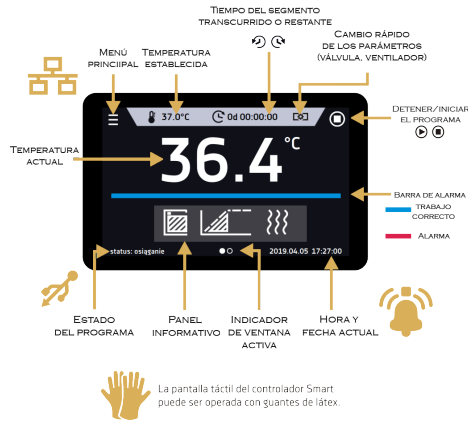 TIEMPO DEL SEGMENTO
TRANSCURRIDO O RESTANTE
CAMBIO RÁPIDO
DE LOS PARÁMETROS
(VÁLVULA, VENTILADOR)
MENÚ
PRINCIIPAL
TEMPERATURA
ESTABLECIDA
DETENER/INICIAR
EL PROGRAMA
37.0°C
0d 00:00:00
TEMPERATURA
ACTUAL
36.4°C
BARRA DE ALARMA
TRABAJO
CORRECTO
ALARMA
status: osiąganie
2019.04.05 17:27:00
ESTADO
DEL PROGRAMA
PANEL
INFORMATIVO
INDICADOR
DE VENTANA
ACTIVA
HORA Y
FECHA ACTUAL
La pantalla táctil del controlador Smart
puede ser operada con guantes de látex.